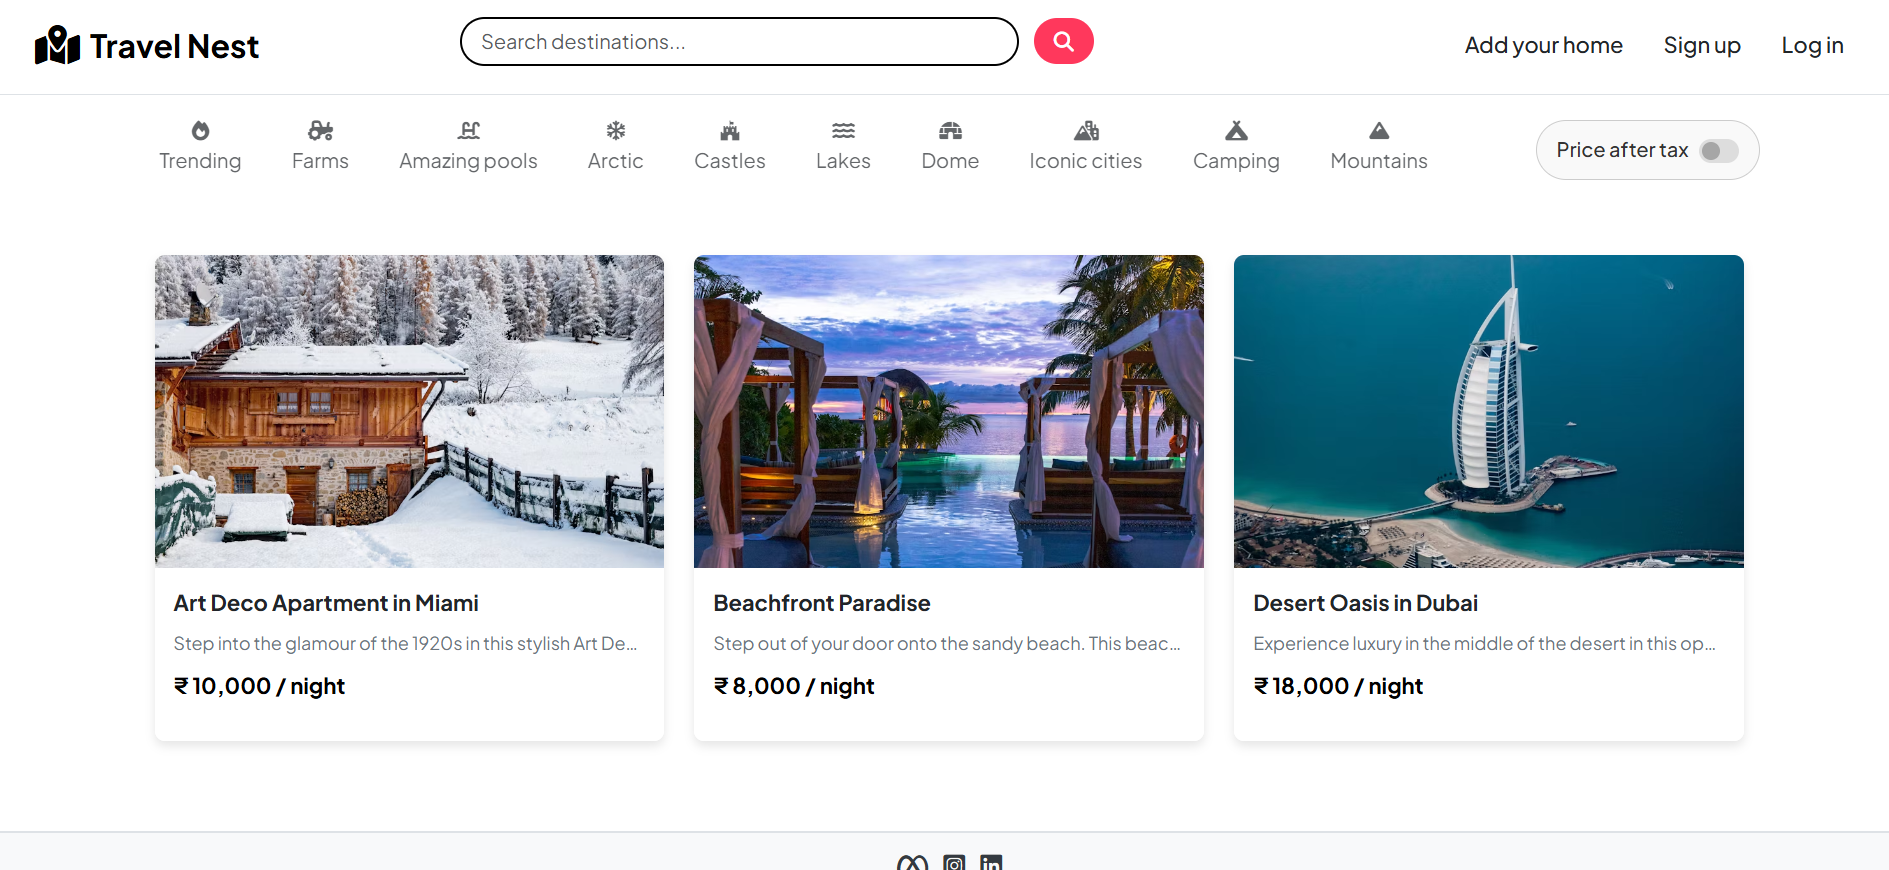 Travel Nest
Search destinations...
Add your home
Sign up
Log in
Trending
Farms
Amazing pools
Arctic
Castles
Lakes
Dome
Iconic cities
Camping
Mountains
Price after tax
Art Deco Apartment in Miami
Step into the glamour of the 1920s in this stylish Art De...
₹ 10,000 / night
Beachfront Paradise
Step out of your door onto the sandy beach. This beac...
₹ 8,000 / night
Desert Oasis in Dubai
Experience luxury in the middle of the desert in this op...
₹ 18,000 / night